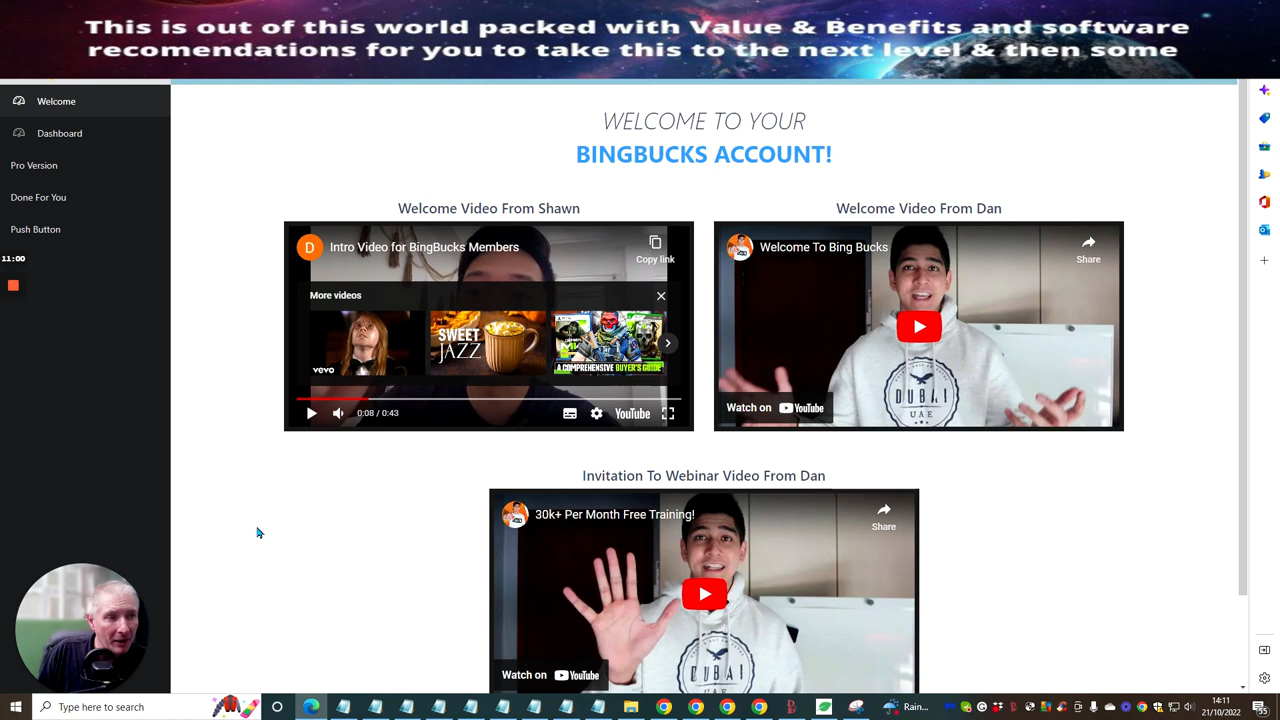 This is out of this world packed with Value & Benefits and software
recomendations for you to take this to the next level & then some
Welcome
Dashboard
Pro Version
Done For You
Push Button
11:00
WELCOME TO YOUR
BINGBUCKS ACCOUNT!
Welcome Video From Shawn
D
Intro Video for BingBucks Members
Copy link
More videos
vevo
SWEET
JAZZ
A COMPREHENSIVE BUYER'S GUIDE
0:08 / 0:43
YouTube
Welcome Video From Dan
Welcome To Bing Bucks
Share
DUBAI
UAE
Watch on YouTube
Invitation To Webinar Video From Dan
30k+ Per Month Free Training!
Share
DUBAI
Watch on YouTube
Type here to search
Rain...
14:11
21/10/2022